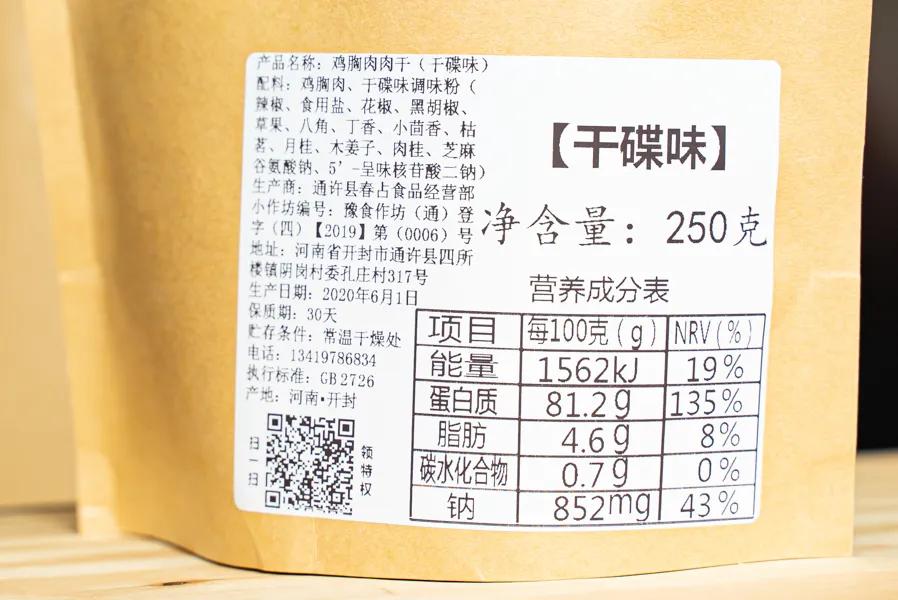 产品名称：鸡胸肉肉干（干碟味）
配料：鸡胸肉、干碟味调味粉（
辣椒、食用盐、花椒、黑胡椒、
草果、八角、丁香、小茴香、枯
茗、月桂、木姜子、肉桂、芝麻
谷氨酸钠、5’-呈味核苷酸二钠）
生产商：通许县春占食品经营部
小作坊编号：豫食作坊（通）登
字（四）【2019】第（0006）号
地址：河南省开封市通许县四所
楼镇阴岗村委孔庄村317号
生产日期：2020年6月1日
保质期：30天
贮存条件：常温干燥处
电话：13419786834
执行标准：GB2726
产地：河南·开封
扫一扫
领特权
【干碟味】
净含量：250克
营养成分表
项目 每100克（g） NRV（%）
能量 1562kJ 19%
蛋白质 81.2g 135%
脂肪 4.6g 8%
碳水化合物 0.7g 0%
钠 852mg 43%